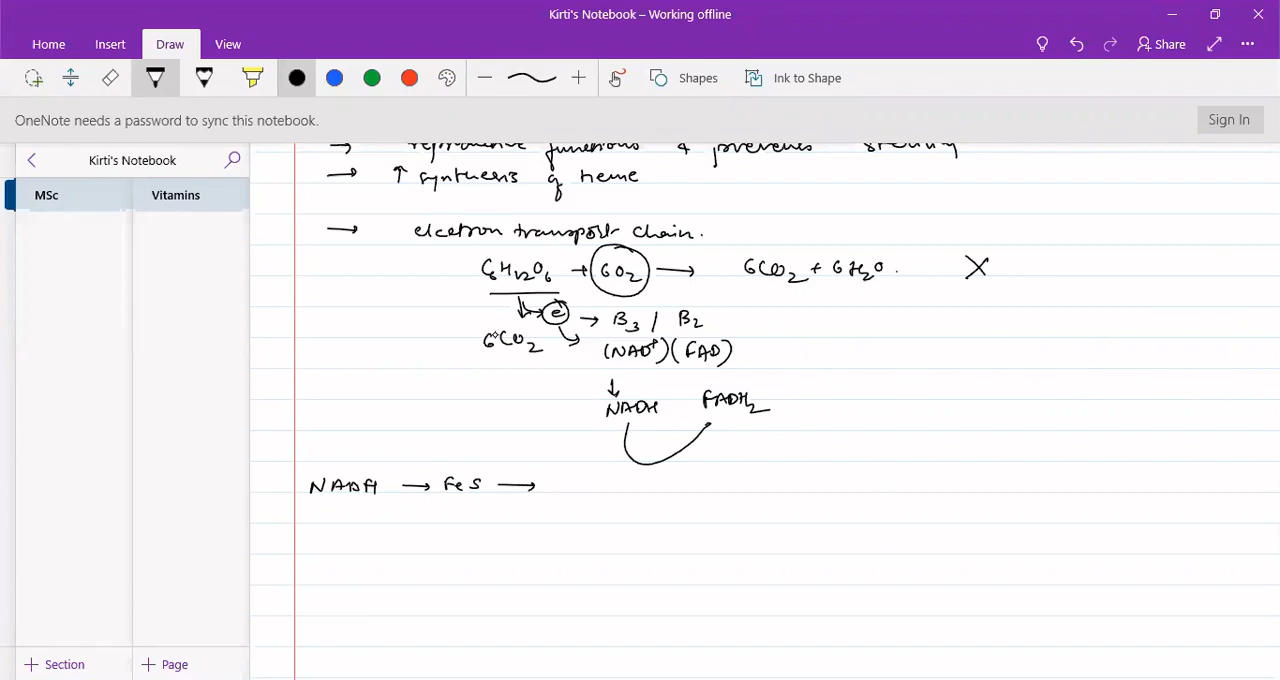 Kirti's Notebook – Working offline
Home Insert Draw View Share
Shapes Ink to Shape
OneNote needs a password to sync this notebook. Sign In
Kirti's Notebook
MSc Vitamins
→ functions &
→ ↑ synthesis of heme
→ electron transport chain.
C6H12O6 → 6O2 → 6CO2 + 6H2O. X
e → B3 / B2
6CO2 (NAD+) (FAD)
↓
NADH FADH2
NADH → FeS →
+ Section + Page